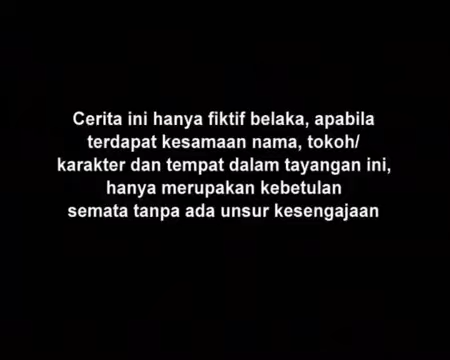 Cerita ini hanya fiktif belaka, apabila
terdapat kesamaan nama, tokoh/
karakter dan tempat dalam tayangan ini,
hanya merupakan kebetulan
semata tanpa ada unsur kesengajaan